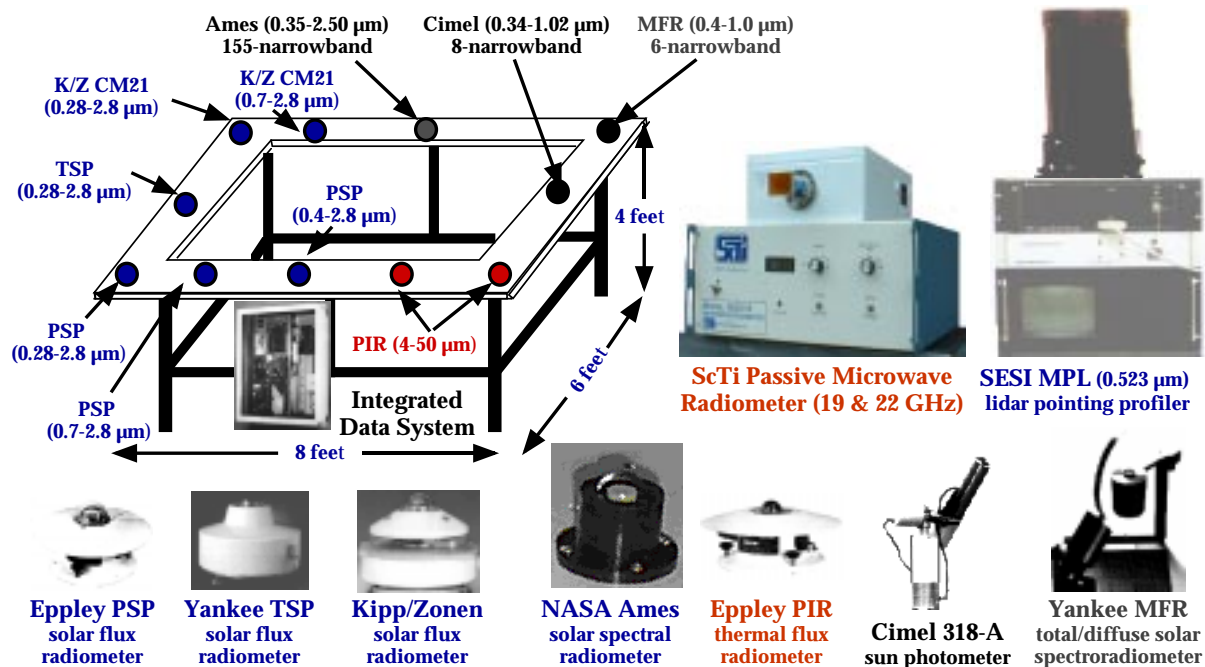 Ames (0.35-2.50 µm)
155-narrowband
Cimel (0.34-1.02 µm)
8-narrowband
MFR (0.4-1.0 µm)
6-narrowband
K/Z CM21
(0.28-2.8 µm)
K/Z CM21
(0.7-2.8 µm)
TSP
(0.28-2.8 µm)
PSP
(0.4-2.8 µm)
4 feet
PSP
(0.28-2.8 µm)
PSP
(0.7-2.8 µm)
PIR (4-50 µm)
6 feet
Integrated
Data System
8 feet
ScTi Passive Microwave
Radiometer (19 & 22 GHz)
SESI MPL (0.523 µm)
lidar pointing profiler
Eppley PSP
solar flux
radiometer
Yankee TSP
solar flux
radiometer
Kipp/Zonen
solar flux
radiometer
NASA Ames
solar spectral
radiometer
Eppley PIR
thermal flux
radiometer
Cimel 318-A
sun photometer
Yankee MFR
total/diffuse solar
spectroradiometer